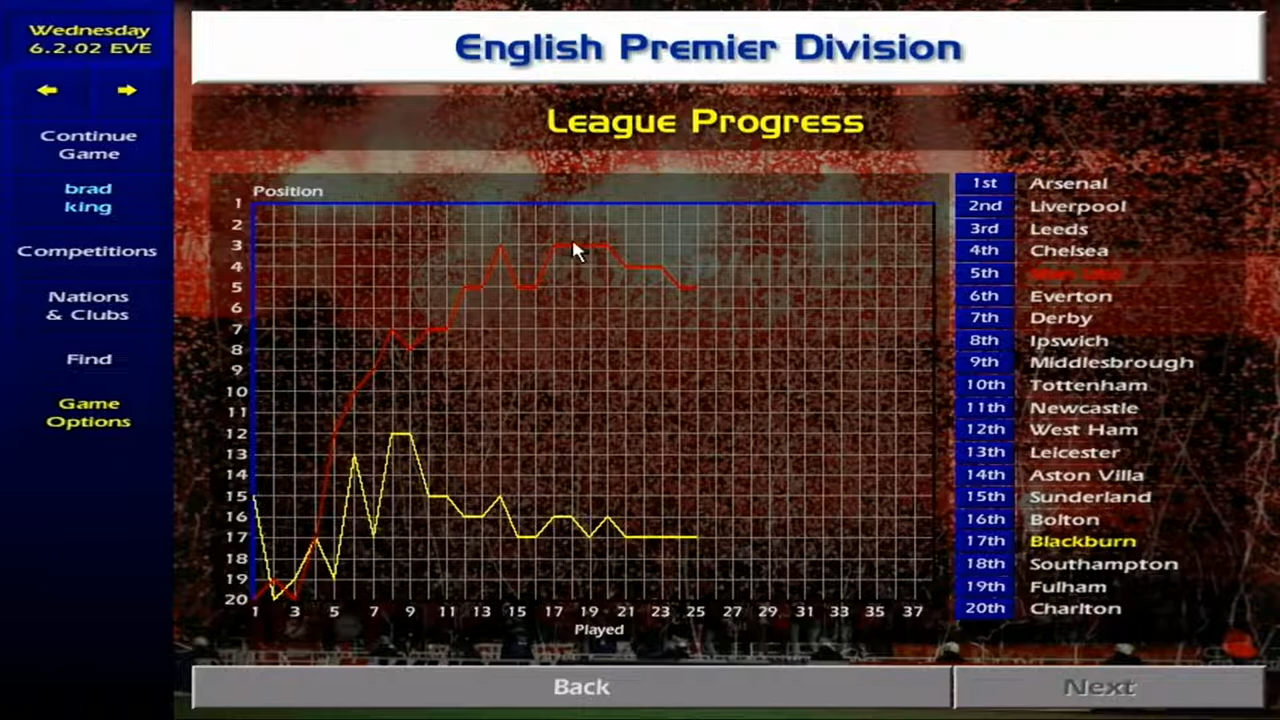 Wednesday
6.2.02 EVE
Continue
Game
brad
king
Competitions
Nations
& Clubs
Find
Game
Options
English Premier Division
League Progress
Position
1
2
3
4
5
6
7
8
9
10
11
12
13
14
15
16
17
18
19
20
1 3 5 7 9 11 13 15 17 19 21 23 25 27 29 31 33 35 37
Played
1st Arsenal
2nd Liverpool
3rd Leeds
4th Chelsea
5th Man Utd
6th Everton
7th Derby
8th Ipswich
9th Middlesbrough
10th Tottenham
11th Newcastle
12th West Ham
13th Leicester
14th Aston Villa
15th Sunderland
16th Bolton
17th Blackburn
18th Southampton
19th Fulham
20th Charlton
Back
Next